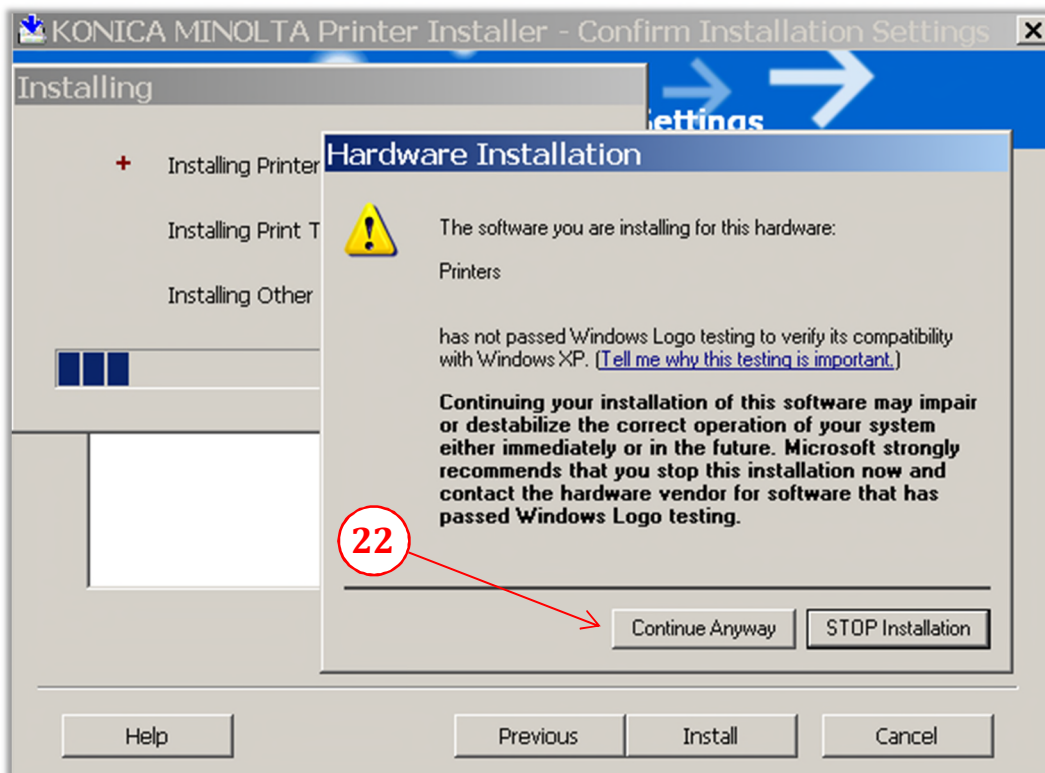 KONICA MINOLTA Printer Installer - Confirm Installation Settings
Settings
Installing
Installing Printer
Installing Print T
Installing Other
Hardware Installation
The software you are installing for this hardware:
Printers
has not passed Windows Logo testing to verify its compatibility
with Windows XP. (Tell me why this testing is important.)
Continuing your installation of this software may impair
or destabilize the correct operation of your system
either immediately or in the future. Microsoft strongly
recommends that you stop this installation now and
contact the hardware vendor for software that has
passed Windows Logo testing.
22
Continue Anyway
STOP Installation
Help
Previous
Install
Cancel